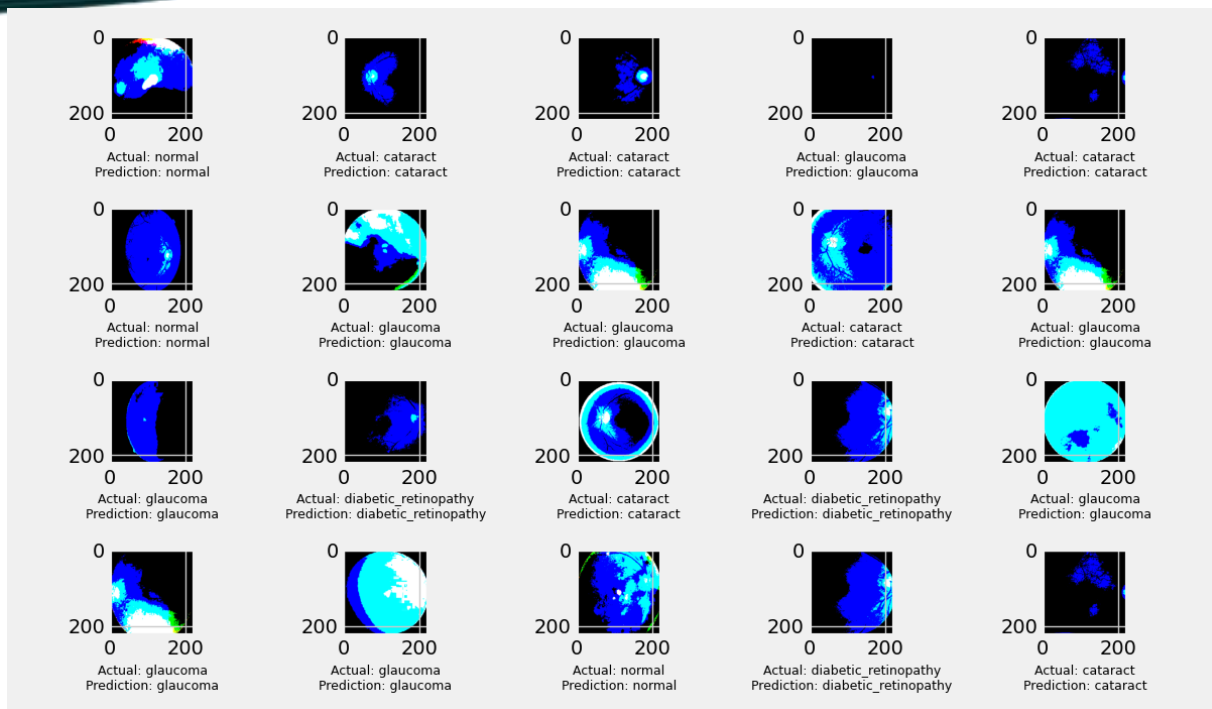 0 0 0 0 0
200 200 200 200 200
0 200 0 200 0 200 0 200 0 200
Actual: normal Actual: cataract Actual: cataract Actual: glaucoma Actual: cataract
Prediction: normal Prediction: cataract Prediction: cataract Prediction: glaucoma Prediction: cataract
0 0 0 0 0
200 200 200 200 200
0 200 0 200 0 200 0 200 0 200
Actual: normal Actual: glaucoma Actual: glaucoma Actual: cataract Actual: glaucoma
Prediction: normal Prediction: glaucoma Prediction: glaucoma Prediction: cataract Prediction: glaucoma
0 0 0 0 0
200 200 200 200 200
0 200 0 200 0 200 0 200 0 200
Actual: glaucoma Actual: diabetic_retinopathy Actual: cataract Actual: diabetic_retinopathy Actual: glaucoma
Prediction: glaucoma Prediction: diabetic_retinopathy Prediction: cataract Prediction: diabetic_retinopathy Prediction: glaucoma
0 0 0 0 0
200 200 200 200 200
0 200 0 200 0 200 0 200 0 200
Actual: glaucoma Actual: glaucoma Actual: normal Actual: diabetic_retinopathy Actual: cataract
Prediction: glaucoma Prediction: glaucoma Prediction: normal Prediction: diabetic_retinopathy Prediction: cataract